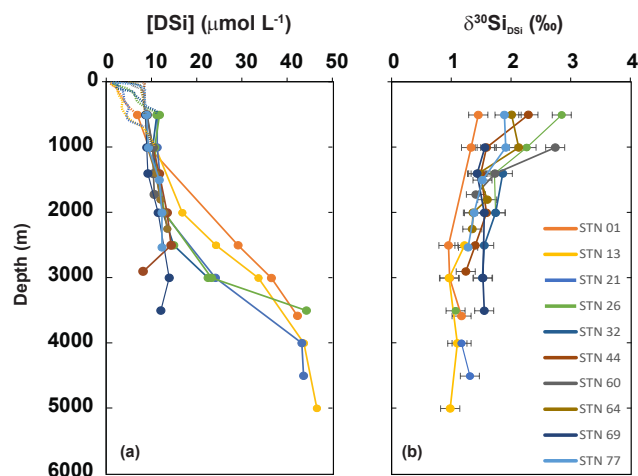 [DSi] (μmol L-1)
0 10 20 30 40 50
0
1000
2000
3000
4000
5000
6000
Depth (m)
(a)
δ30SiDSi (‰)
0 1 2 3 4
(b)
STN 01
STN 13
STN 21
STN 26
STN 32
STN 44
STN 60
STN 64
STN 69
STN 77